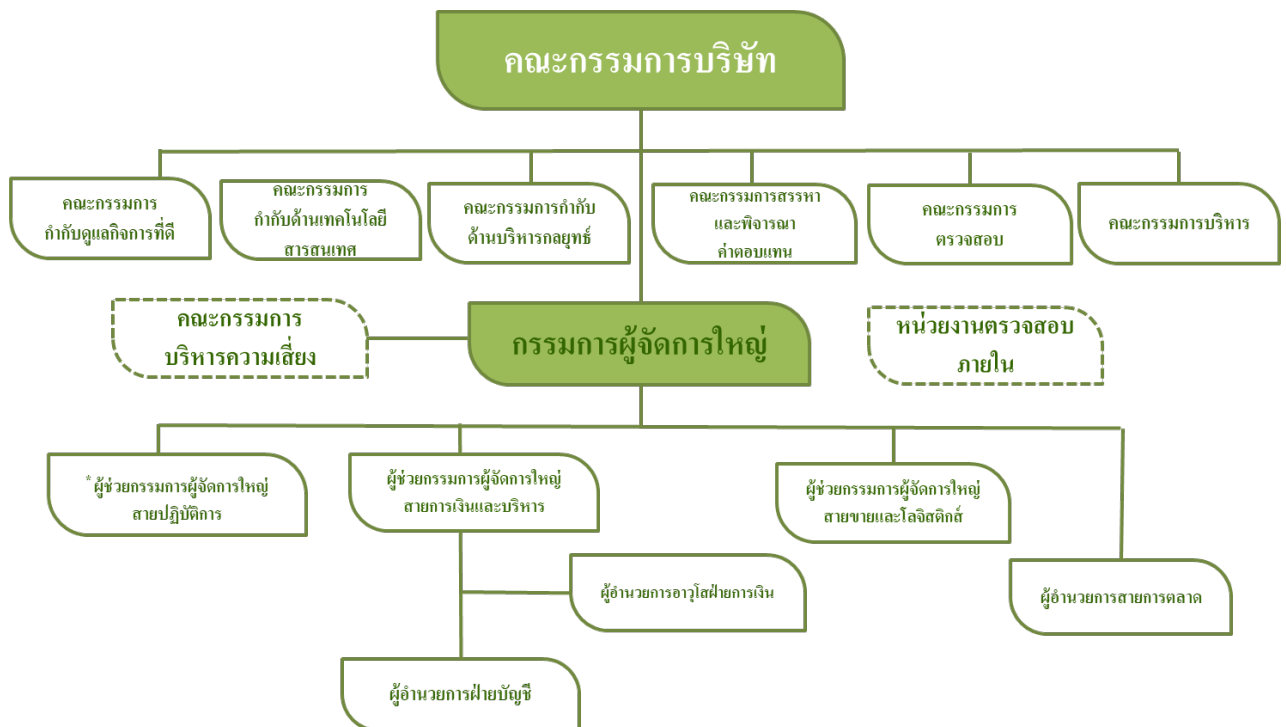 คณะกรรมการบริษัท
คณะกรรมการ
กำกับดูแลกิจการที่ดี
คณะกรรมการ
กำกับด้านเทคโนโลยี
สารสนเทศ
คณะกรรมการกำกับ
ด้านบริหารกลยุทธ์
คณะกรรมการสรรหา
และพิจารณา
ค่าตอบแทน
คณะกรรมการ
ตรวจสอบ
คณะกรรมการบริหาร
คณะกรรมการ
บริหารความเสี่ยง
กรรมการผู้จัดการใหญ่
หน่วยงานตรวจสอบ
ภายใน
*ผู้ช่วยกรรมการผู้จัดการใหญ่
สายปฏิบัติการ
ผู้ช่วยกรรมการผู้จัดการใหญ่
สายการเงินและบริหาร
ผู้ช่วยกรรมการผู้จัดการใหญ่
สายขายและโลจิสติกส์
ผู้อำนวยการอาวุโสฝ่ายการเงิน
ผู้อำนวยการสายการตลาด
ผู้อำนวยการฝ่ายบัญชี